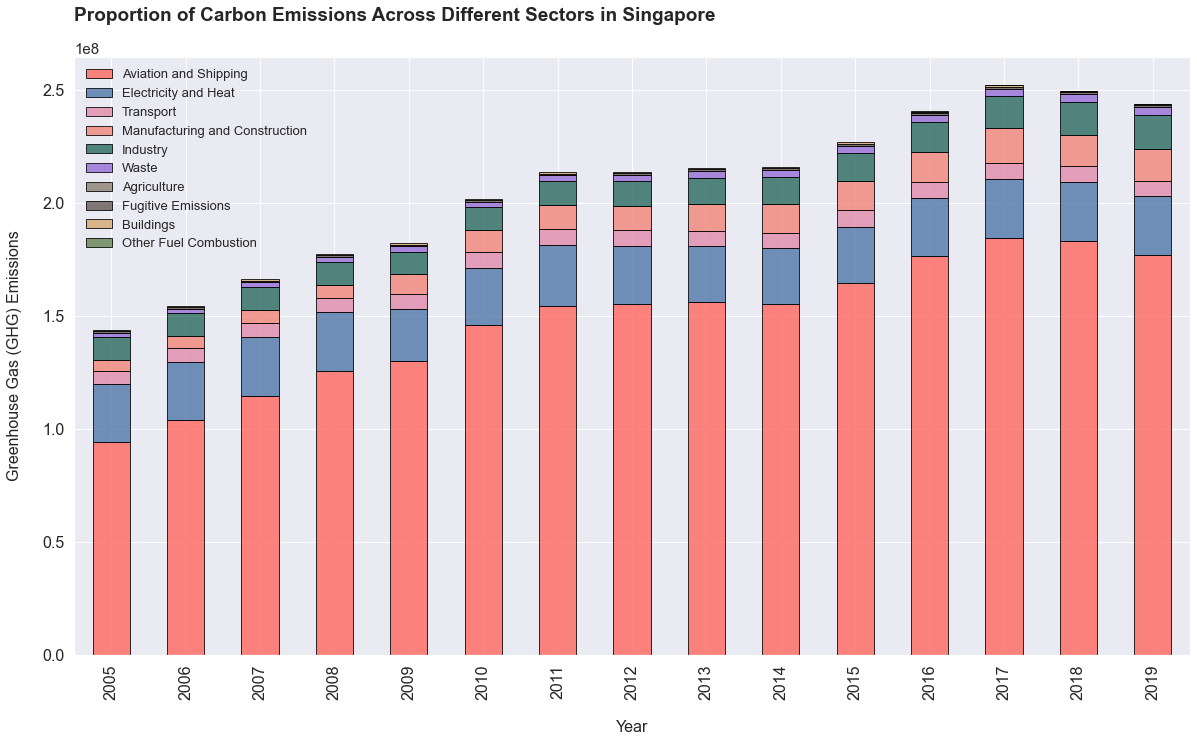 Proportion of Carbon Emissions Across Different Sectors in Singapore
1e8
Aviation and Shipping
Electricity and Heat
Transport
Manufacturing and Construction
Industry
Waste
Agriculture
Fugitive Emissions
Buildings
Other Fuel Combustion
2.5
2.0
1.5
1.0
0.5
0.0
Greenhouse Gas (GHG) Emissions
2005 2006 2007 2008 2009 2010 2011 2012 2013 2014 2015 2016 2017 2018 2019
Year